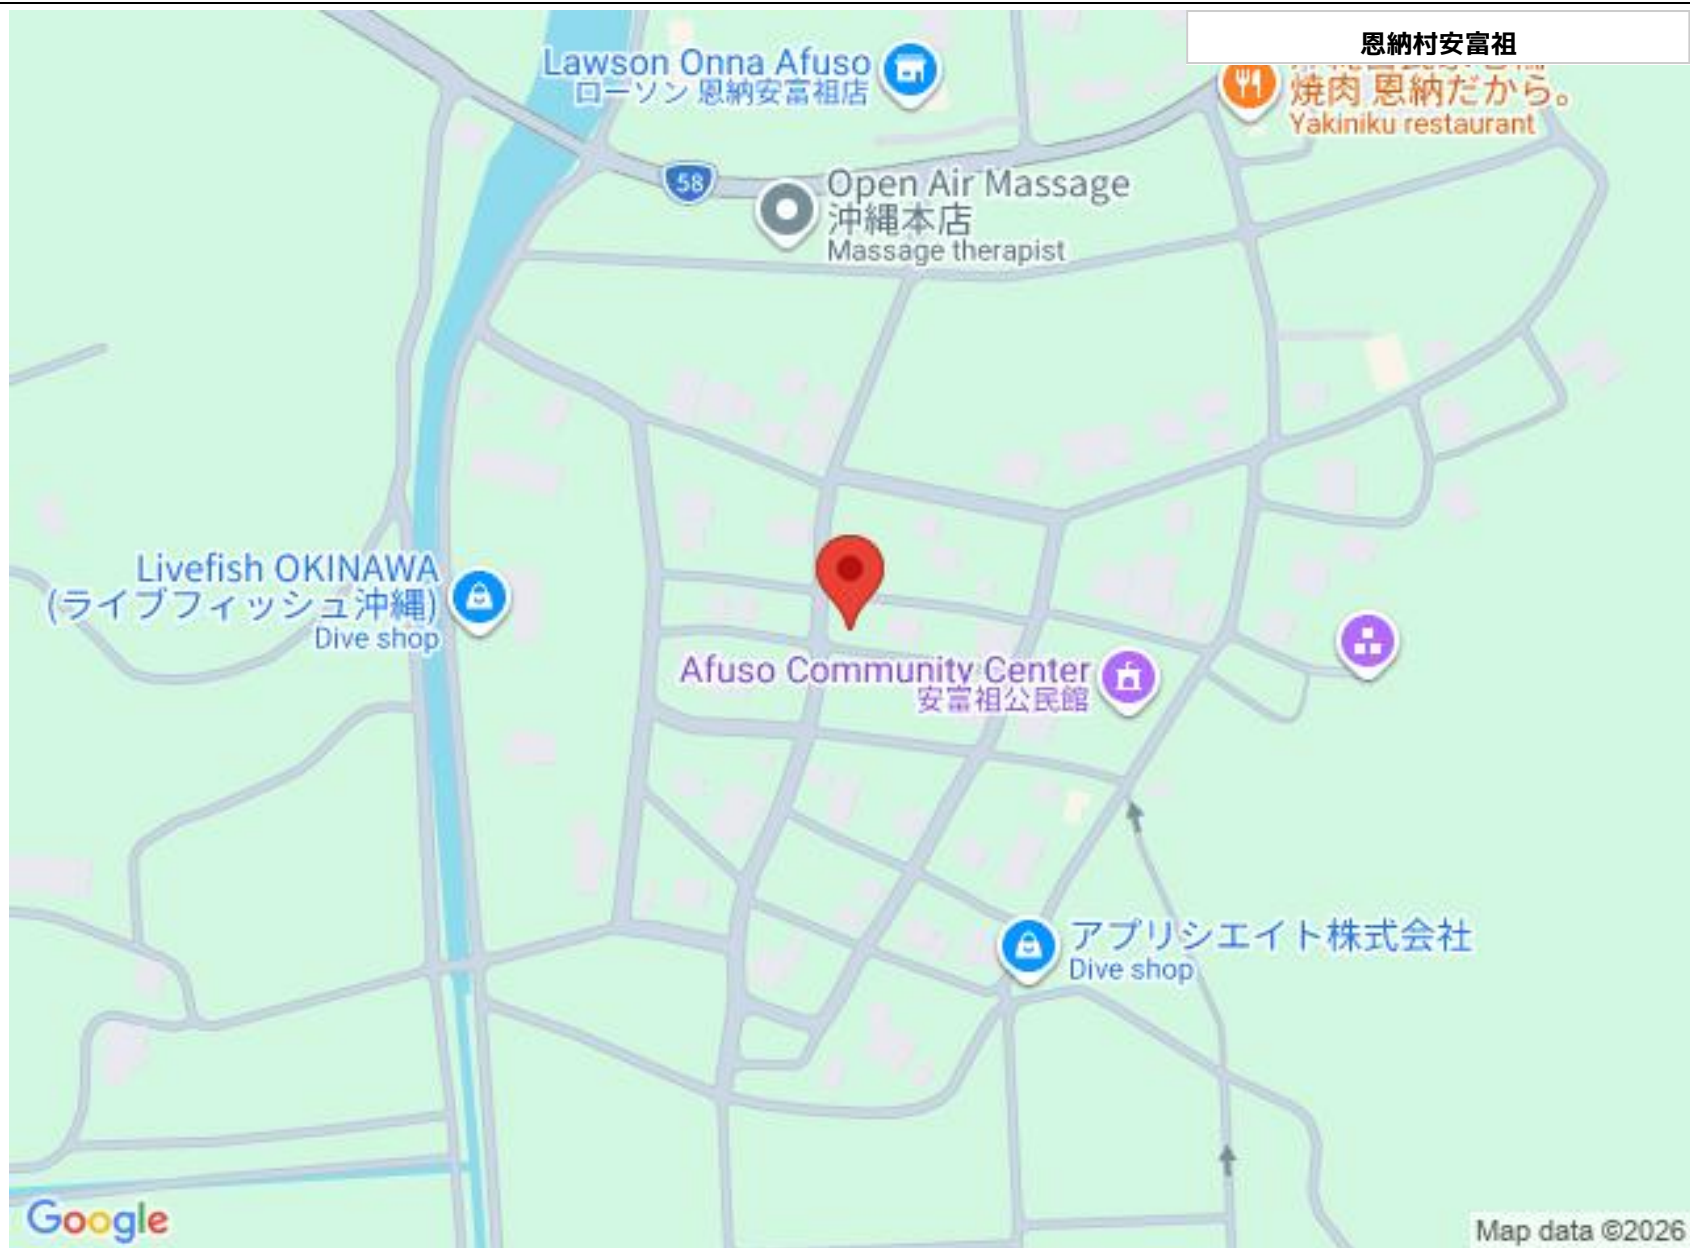 恩納村安富祖
Lawson Onna Afuso
ローソン 恩納安富祖店
焼肉 恩納だから。
Yakiniku restaurant
58
Open Air Massage
沖縄本店
Massage therapist
Livefish OKINAWA
(ライブフィッシュ沖縄)
Dive shop
Afuso Community Center
安富祖公民館
アプリシエイト株式会社
Dive shop
Google
Map data ©2026